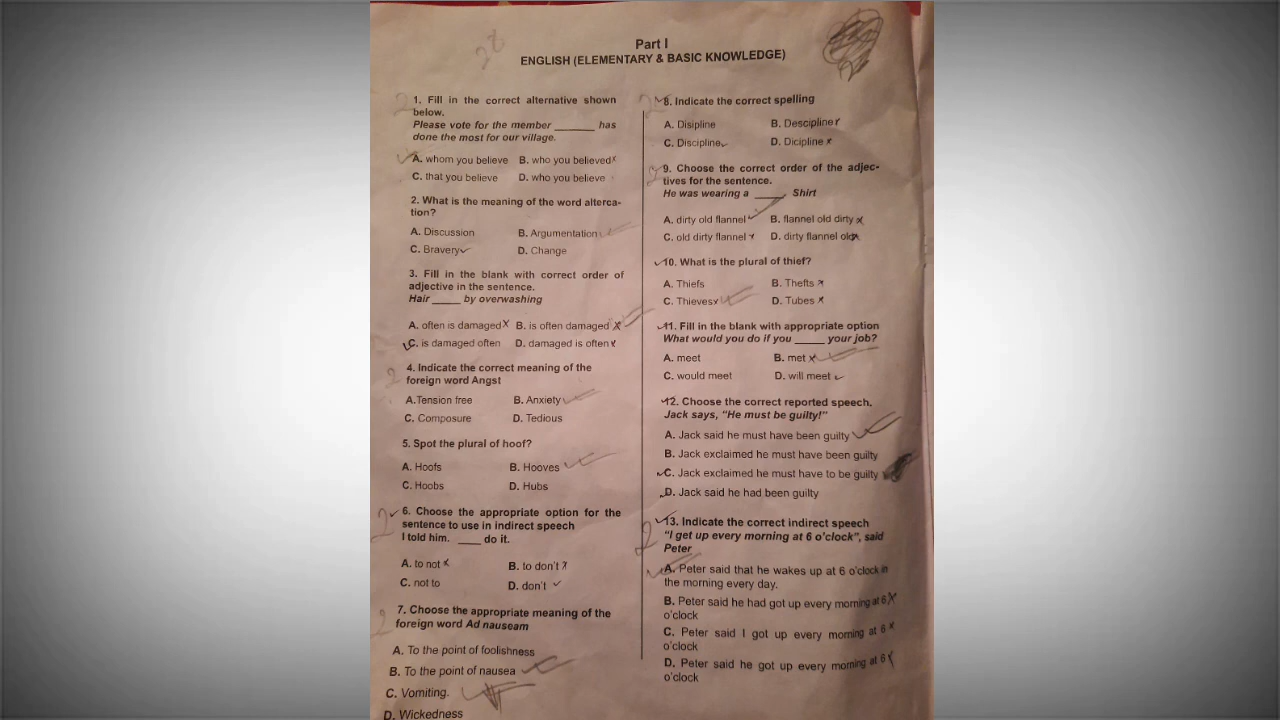 28
Part I
ENGLISH (ELEMENTARY & BASIC KNOWLEDGE)
2
1. Fill in the correct alternative shown
below.
Please vote for the member ______ has
done the most for our village.
A. whom you believe B. who you believed
C. that you believe D. who you believe
2. What is the meaning of the word alterca-
tion?
A. Discussion B. Argumentation
C. Bravery D. Change
3. Fill in the blank with correct order of
adjective in the sentence.
Hair ____ by overwashing
A. often is damaged B. is often damaged
C. is damaged often D. damaged is often
2
4. Indicate the correct meaning of the
foreign word Angst
A.Tension free B. Anxiety
C. Composure D. Tedious
5. Spot the plural of hoof?
A. Hoofs B. Hooves
C. Hoobs D. Hubs
2
6. Choose the appropriate option for the
sentence to use in indirect speech
I told him. ____ do it.
A. to not B. to don't
C. not to D. don't
2
7. Choose the appropriate meaning of the
foreign word Ad nauseam
A. To the point of foolishness
B. To the point of nausea
C. Vomiting.
D. Wickedness
2
8. Indicate the correct spelling
A. Disipline B. Descipliner
C. Discipline D. Dicipline
2
9. Choose the correct order of the adjec-
tives for the sentence.
He was wearing a _____ Shirt
A. dirty old flannel B. flannel old dirty
C. old dirty flannel D. dirty flannel old
10. What is the plural of thief?
A. Thiefs B. Thefts
C. Thieves D. Tubes
11. Fill in the blank with appropriate option
What would you do if you _____ your job?
A. meet B. met
C. would meet D. will meet
12. Choose the correct reported speech.
Jack says, "He must be guilty!"
A. Jack said he must have been guilty
B. Jack exclaimed he must have been guilty
C. Jack exclaimed he must have to be guilty
D. Jack said he had been guilty
2
13. Indicate the correct indirect speech
"I get up every morning at 6 o'clock", said
Peter
A. Peter said that he wakes up at 6 o'clock in
the morning every day.
B. Peter said he had got up every morning at 6
o'clock
C. Peter said I got up every morning at 6
o'clock
D. Peter said he got up every morning at 6
o'clock